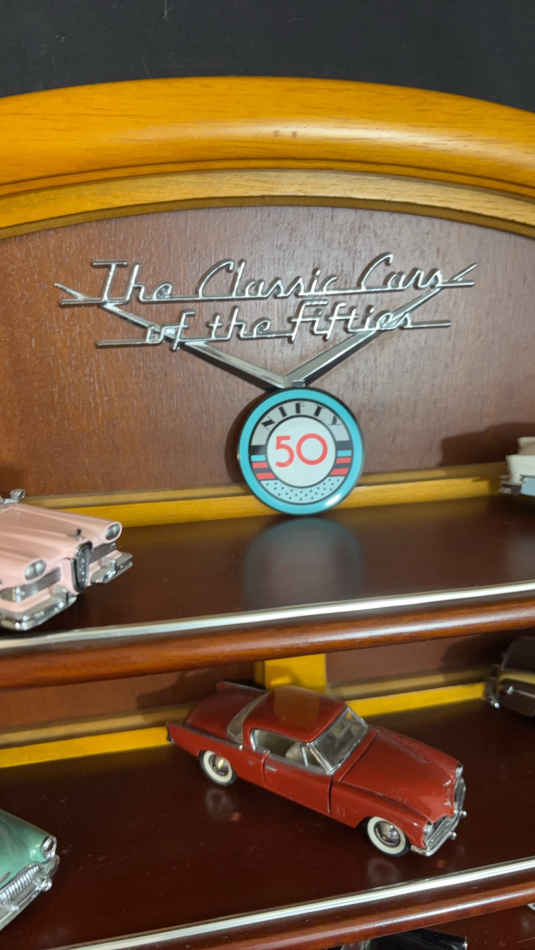 The Classic Cars
of the Fifties
NIFTY
50